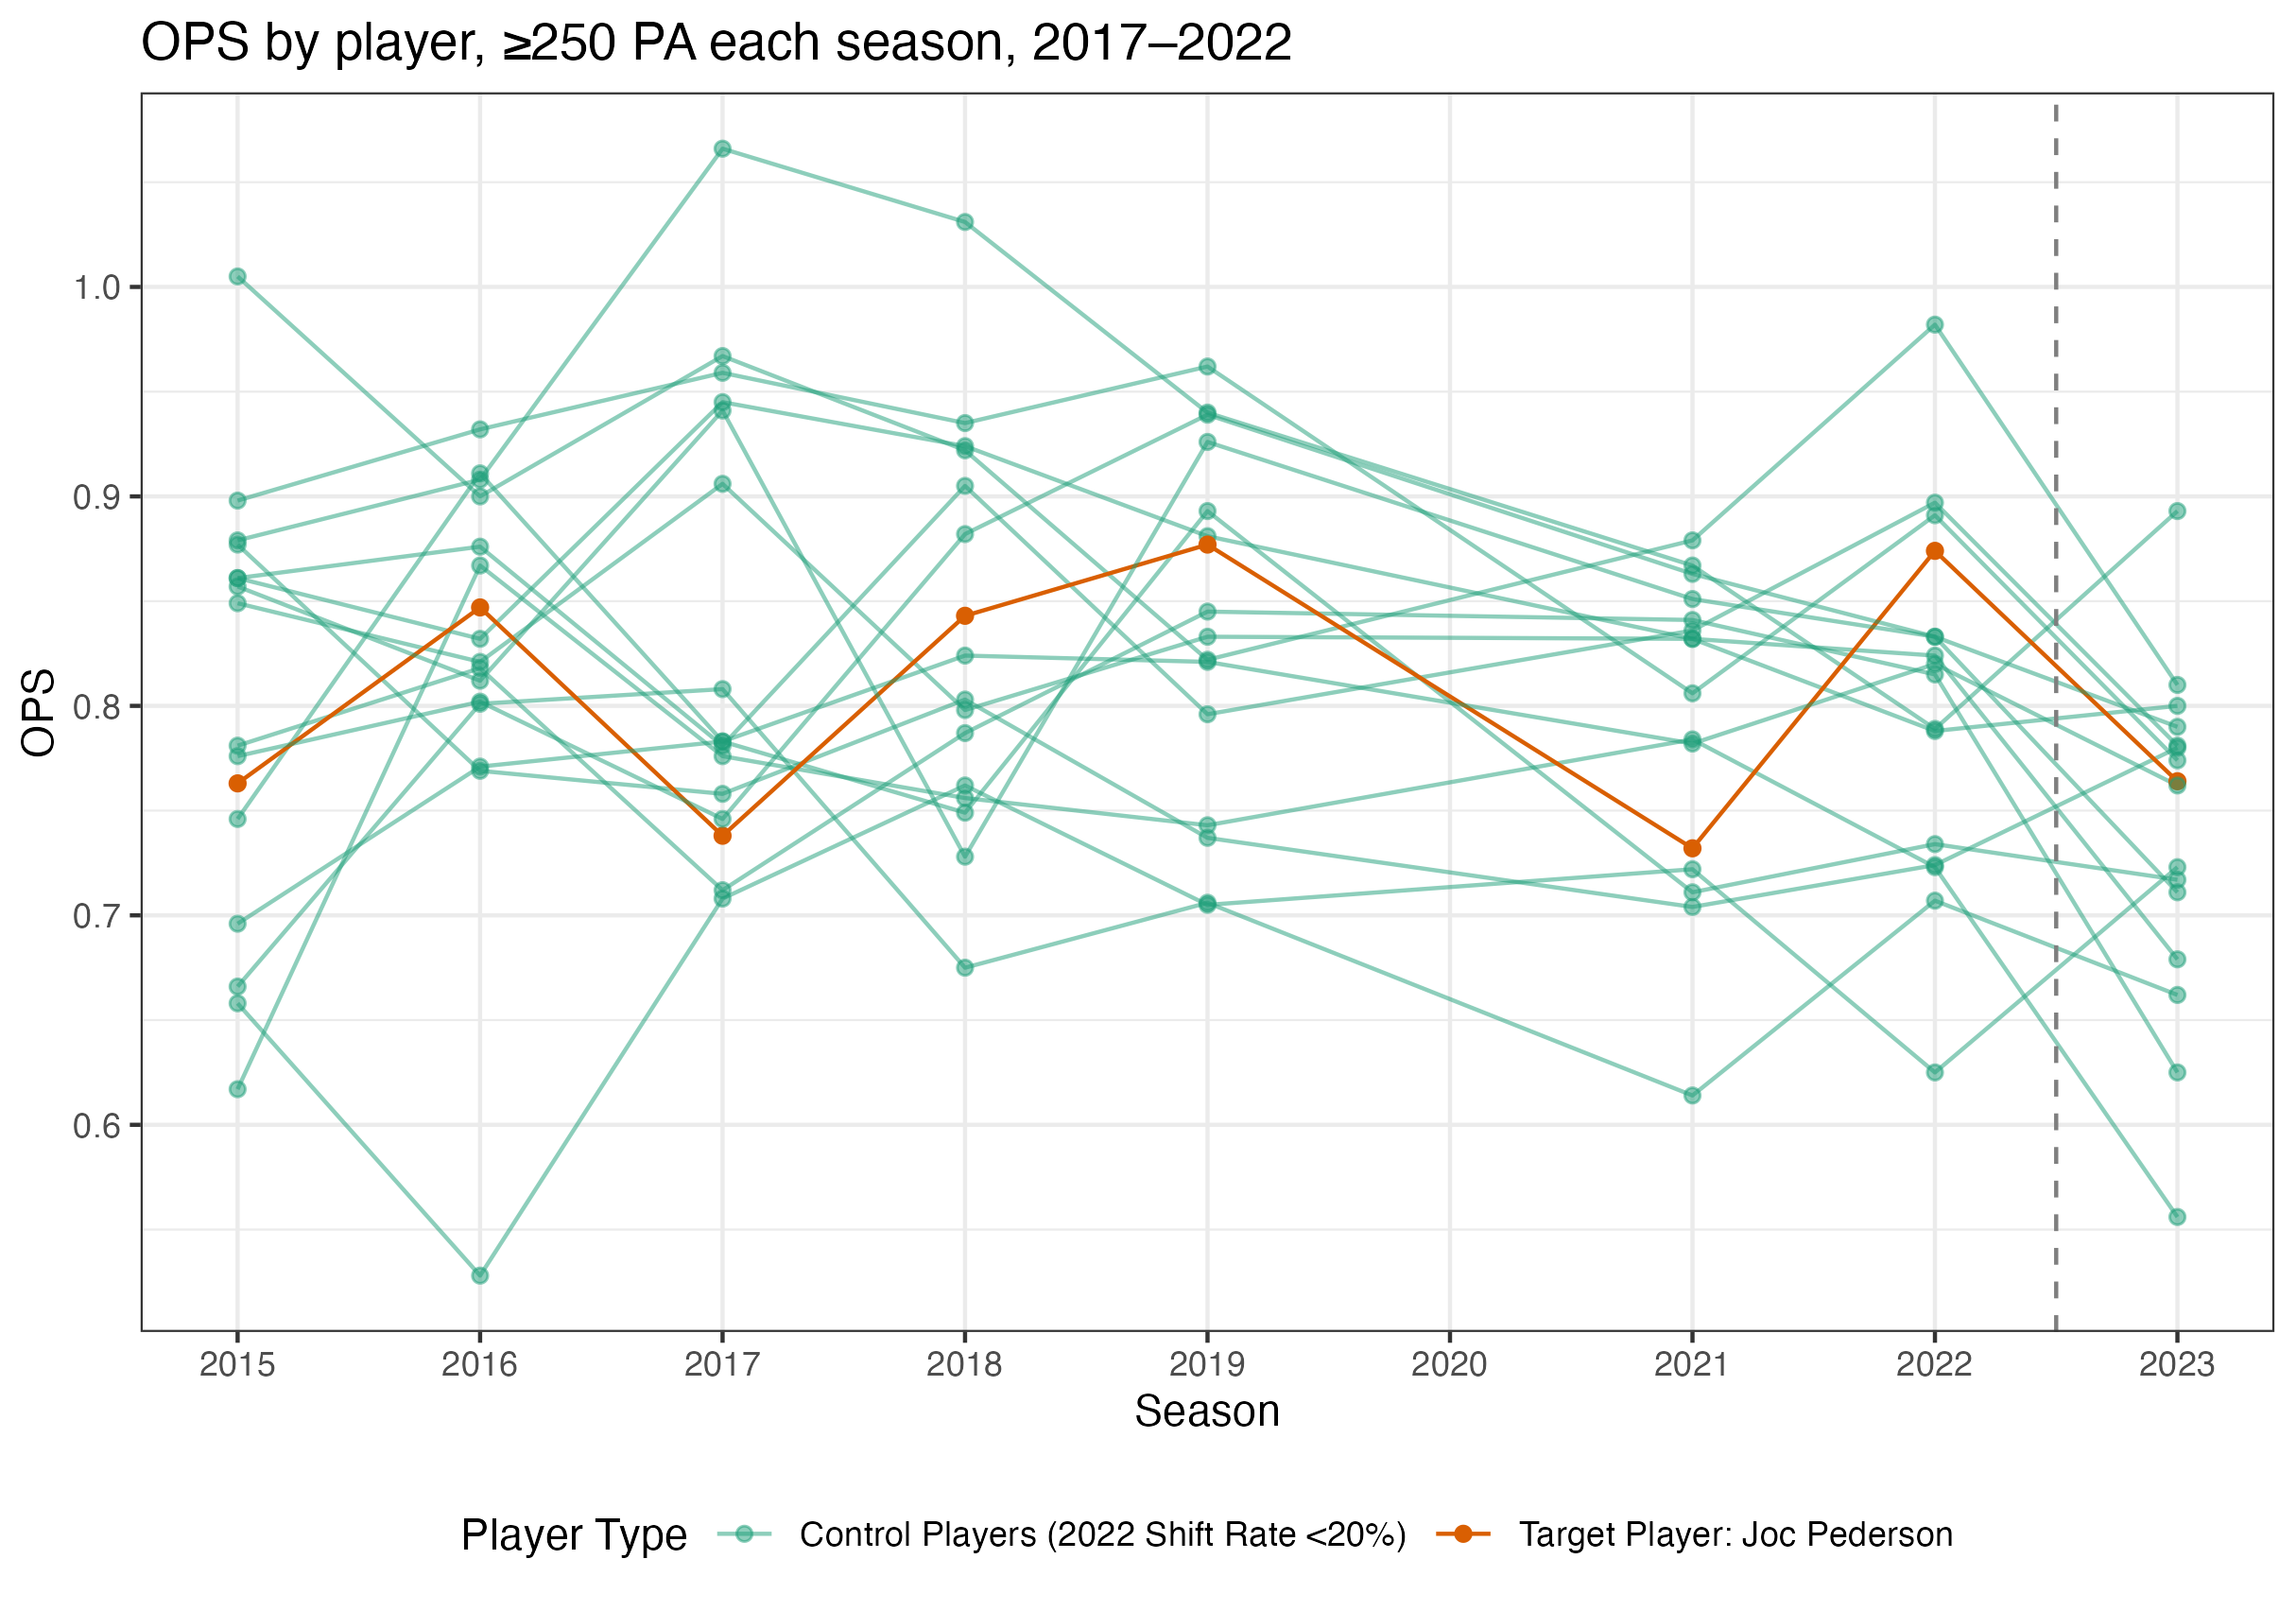 OPS by player, ≥250 PA each season, 2017–2022
OPS
1.0
0.9
0.8
0.7
0.6
2015 2016 2017 2018 2019 2020 2021 2022 2023
Season
Player Type Control Players (2022 Shift Rate <20%) Target Player: Joc Pederson